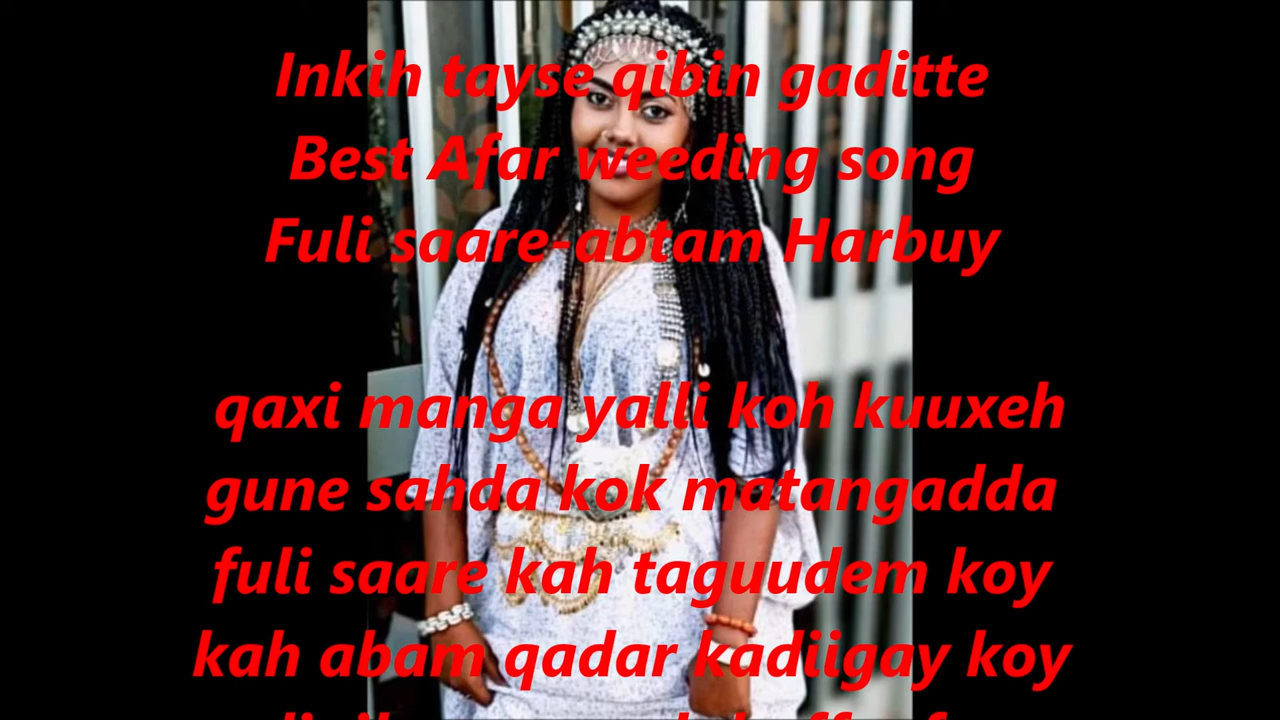 Inkih tayse qibin gaditte
Best Afar weeding song
Fuli saare-abtam Harbuy
qaxi manga yalli koh kuuxeh
gune sahda kok matangadda
fuli saare kah taguudem koy
kah abam qadar kadiigay koy